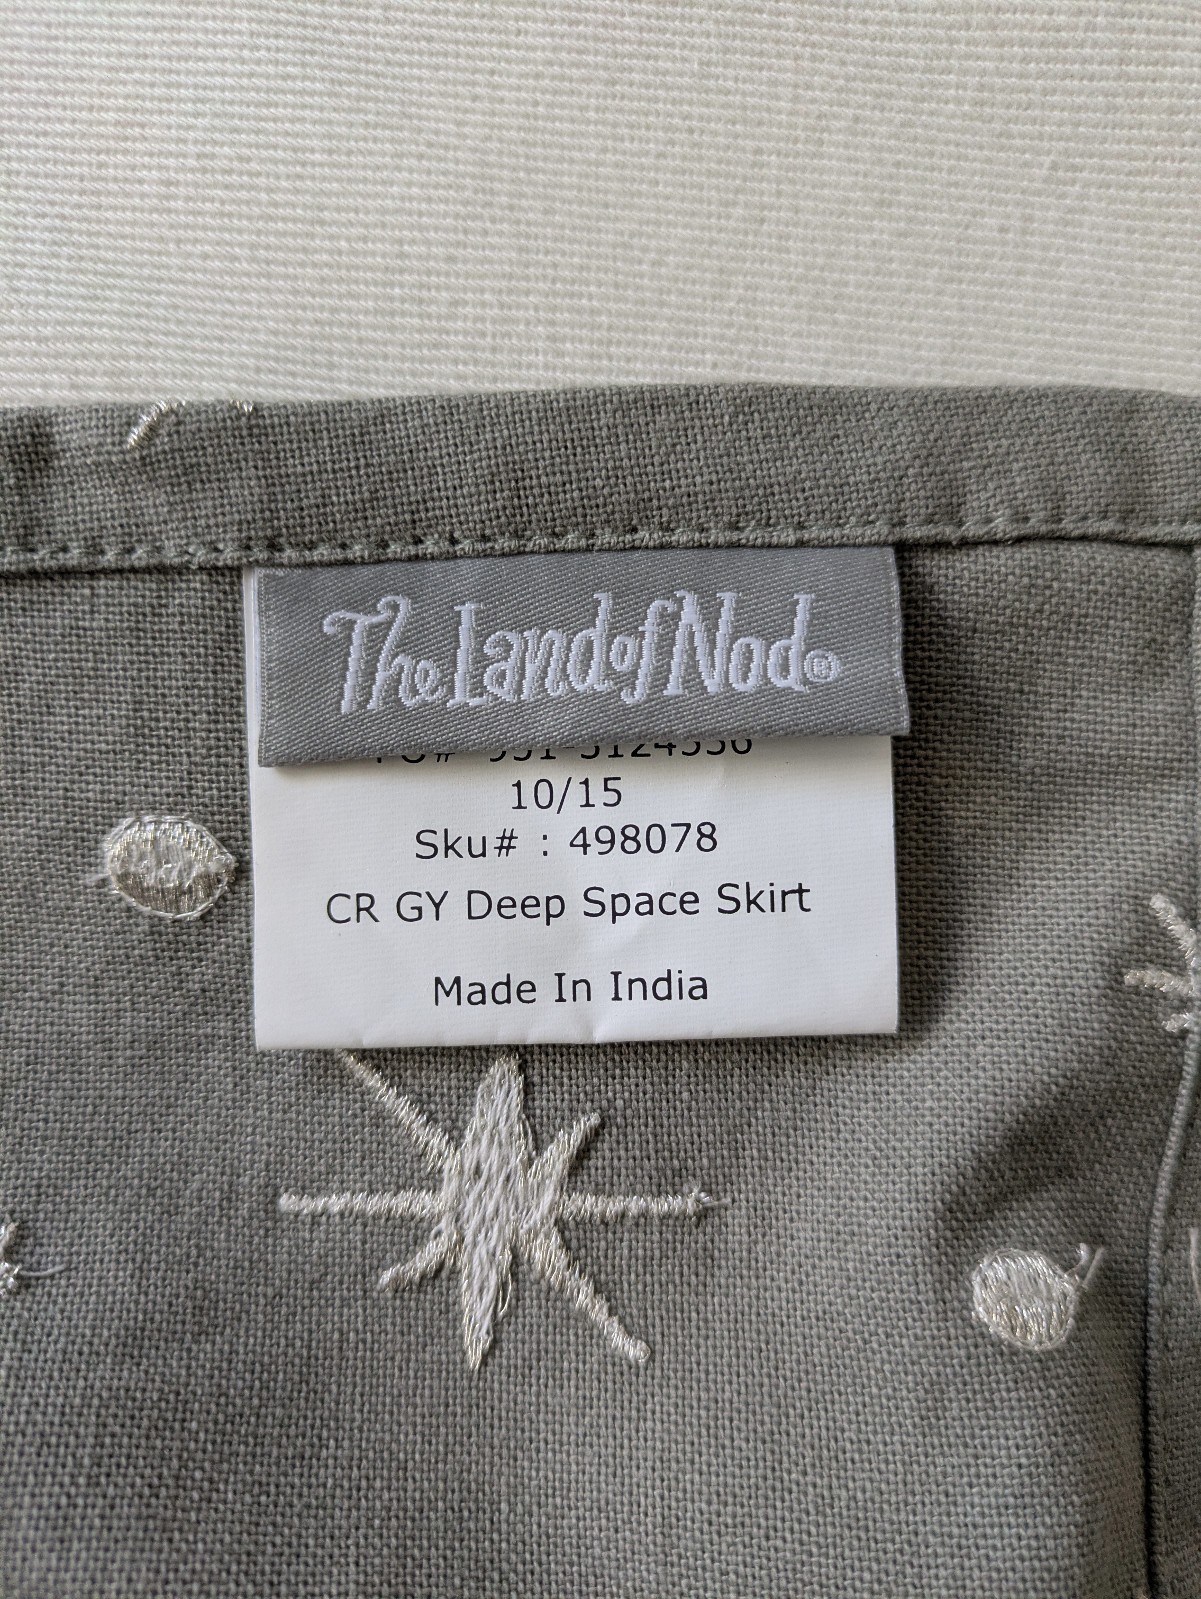 The Land of Nod®
10/15
Sku# : 498078
CR GY Deep Space Skirt
Made In India